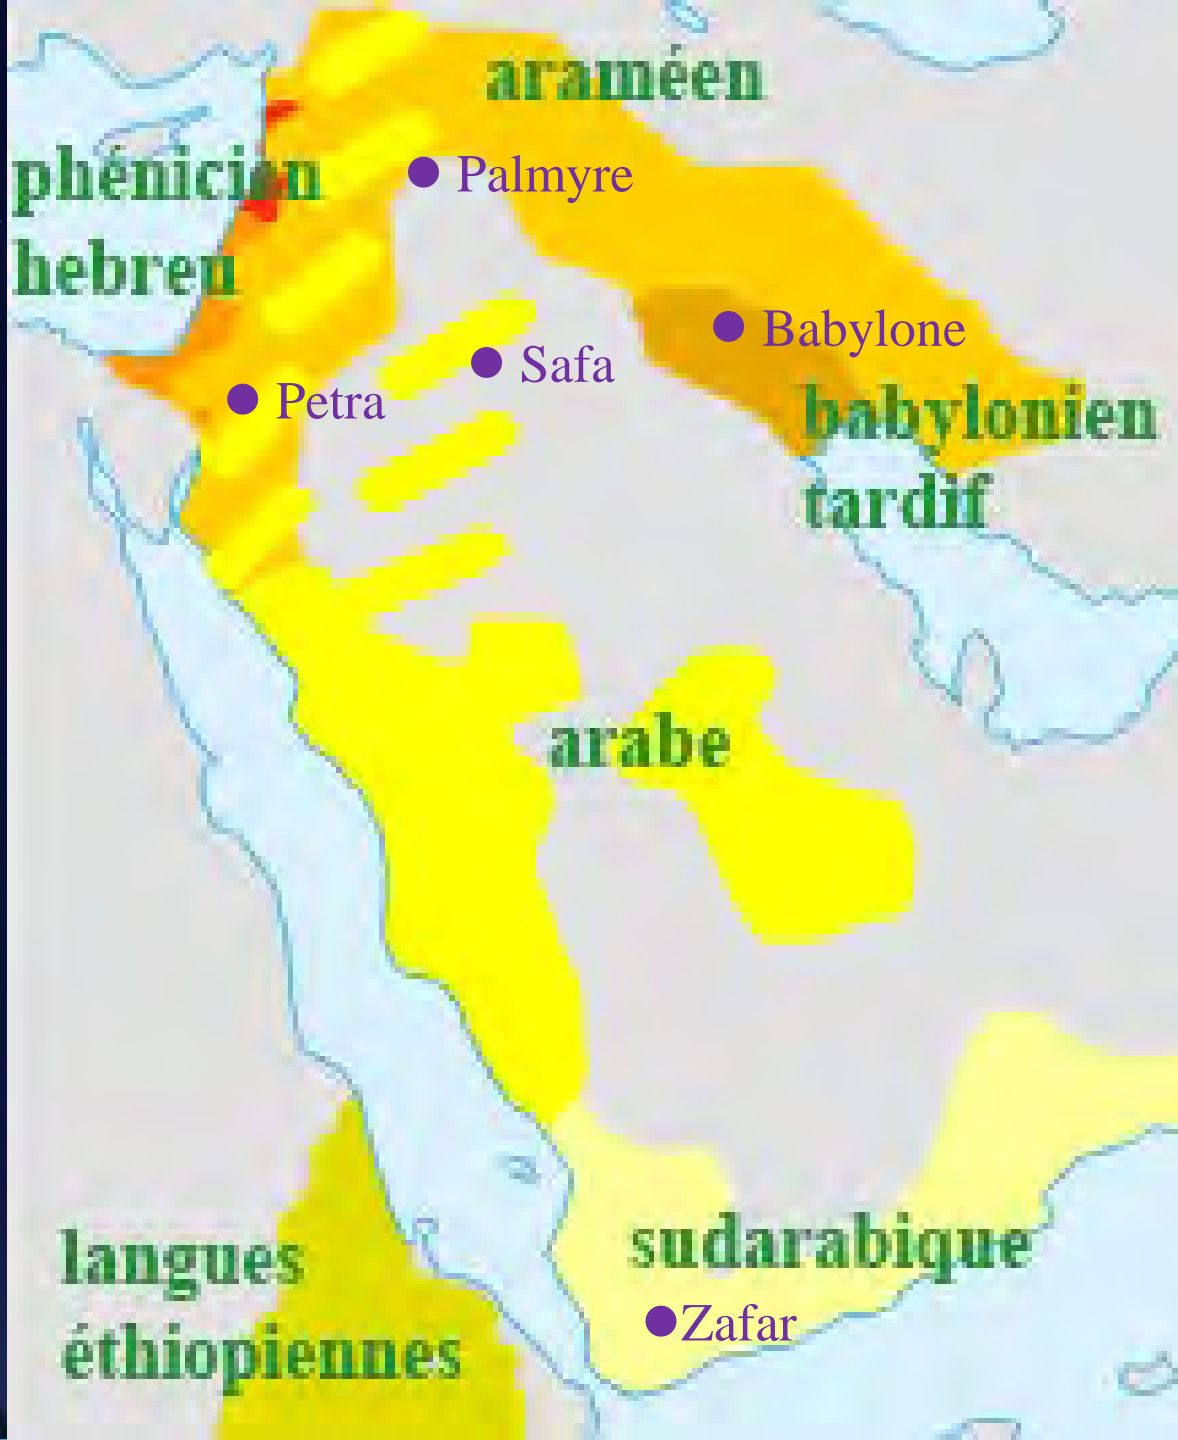 araméen
phénicien
Palmyre
hebreu
Babylone
Safa
Petra
babylonien
tardif
arabe
sudarabique
langues
Zafar
éthiopiennes